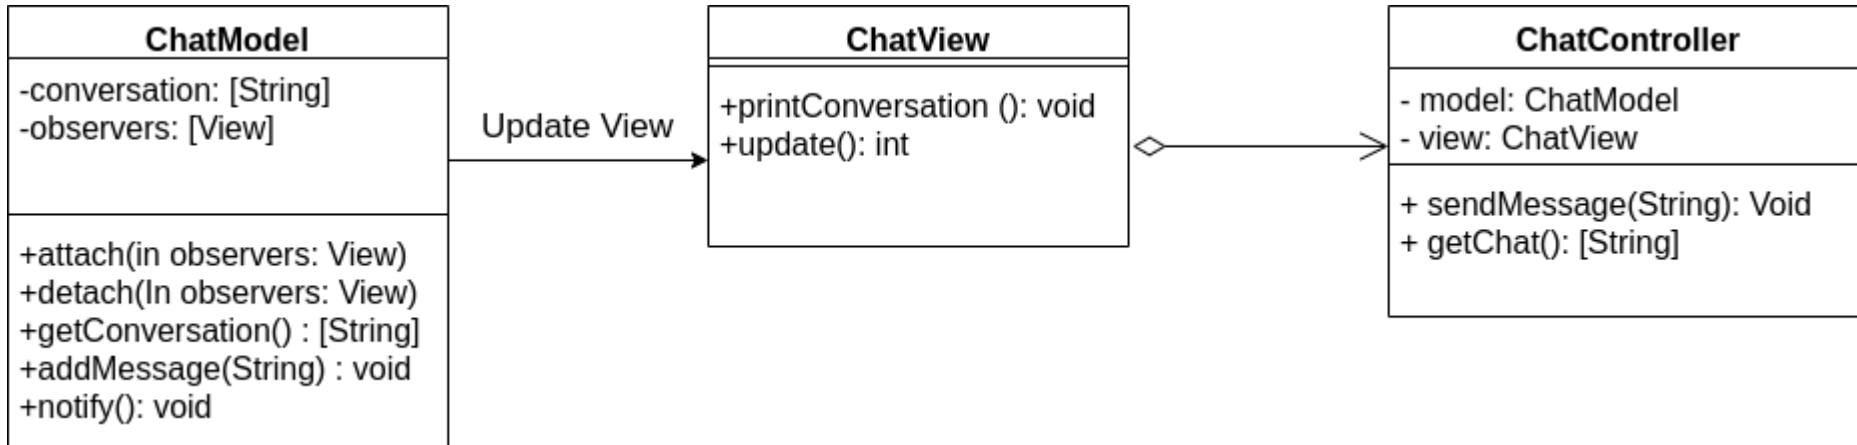 ChatModel
-conversation: [String]
-observers: [View]
+attach(in observers: View)
+detach(In observers: View)
+getConversation() : [String]
+addMessage(String) : void
+notify(): void
Update View
ChatView
+printConversation (): void
+update(): int
ChatController
- model: ChatModel
- view: ChatView
+ sendMessage(String): Void
+ getChat(): [String]